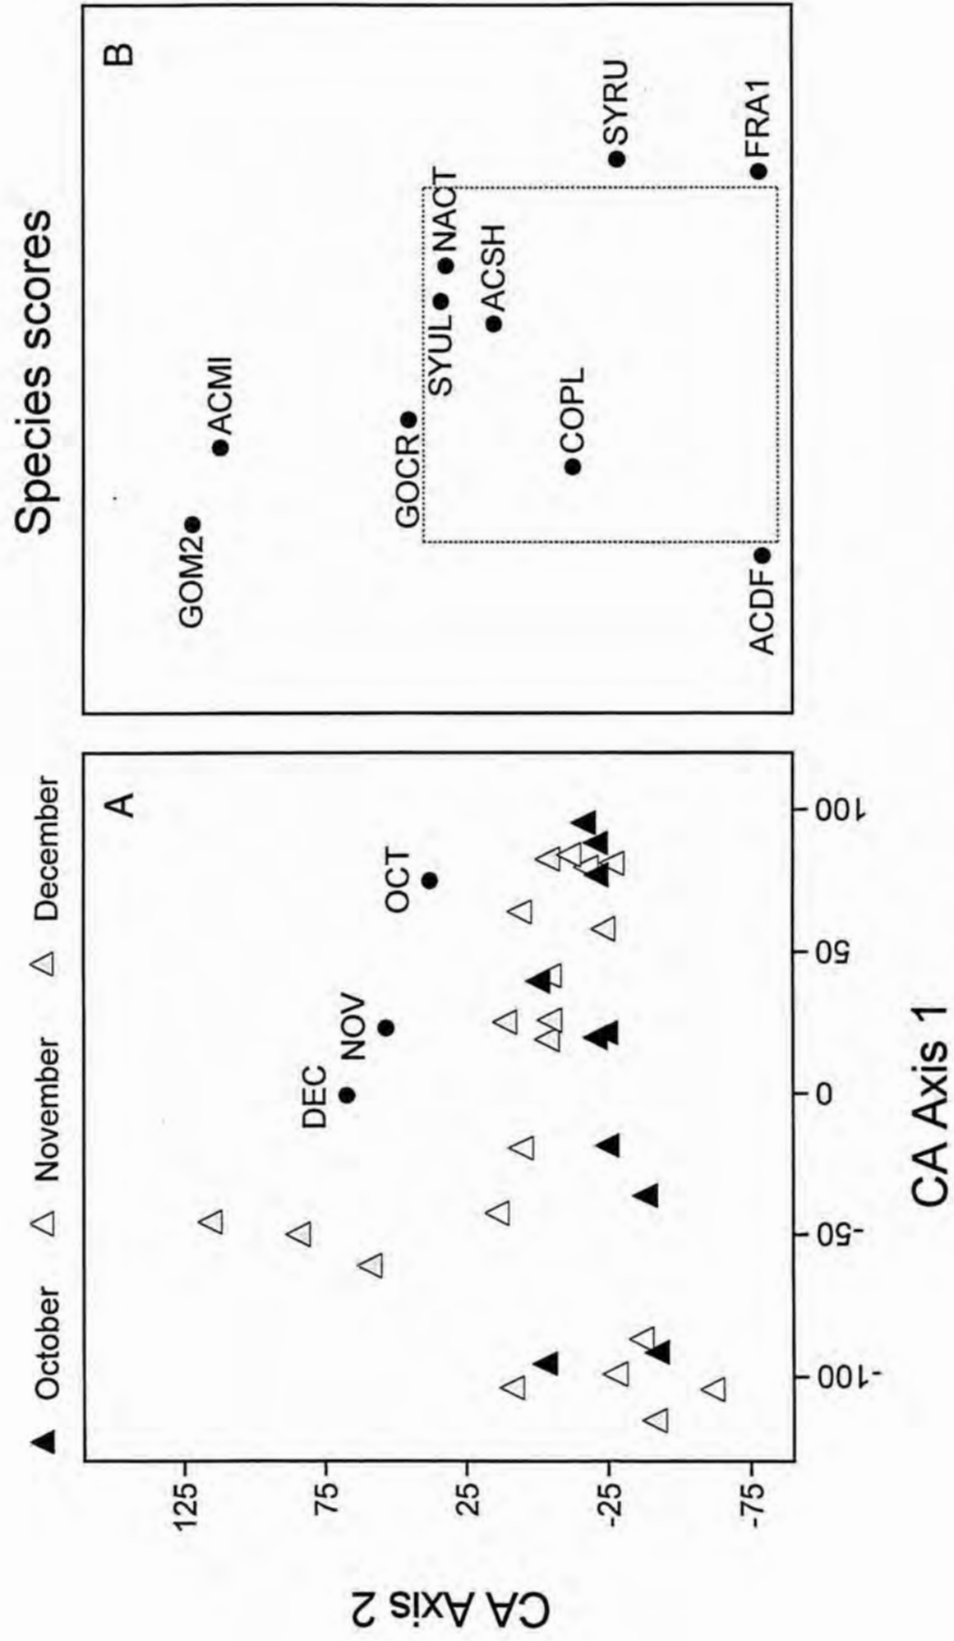 October November December
Species scores
A
B
125
75
25
-25
-75
CA Axis 2
DEC
NOV
OCT
GOM2
ACMI
GOCR
SYUL
NACT
ACSH
COPL
SYRU
ACDF
FRA1
-100
-50
0
50
100
CA Axis 1